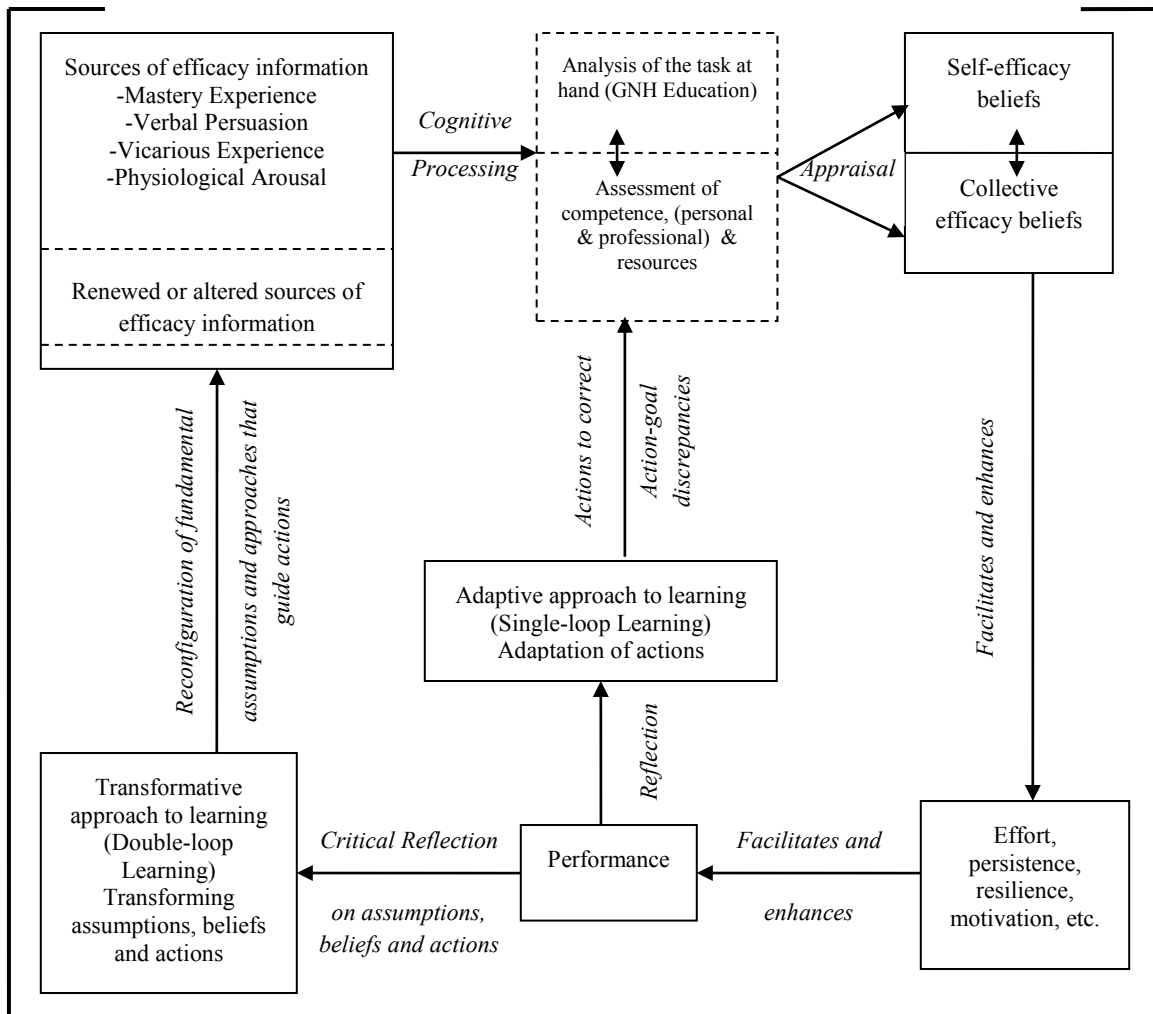 Sources of efficacy information
-Mastery Experience
-Verbal Persuasion
-Vicarious Experience
-Physiological Arousal
Renewed or altered sources of
efficacy information
Cognitive
Processing
Analysis of the task at
hand (GNH Education)
Assessment of
competence, (personal
& professional) &
resources
Appraisal
Self-efficacy
beliefs
Collective
efficacy beliefs
Reconfiguration of fundamental
assumptions and approaches that
guide actions
Actions to correct
Action-goal
discrepancies
Facilitates and enhances
Adaptive approach to learning
(Single-loop Learning)
Adaptation of actions
Reflection
Transformative
approach to learning
(Double-loop
Learning)
Transforming
assumptions, beliefs
and actions
Critical Reflection
on assumptions,
beliefs and actions
Performance
Facilitates and
enhances
Effort,
persistence,
resilience,
motivation, etc.